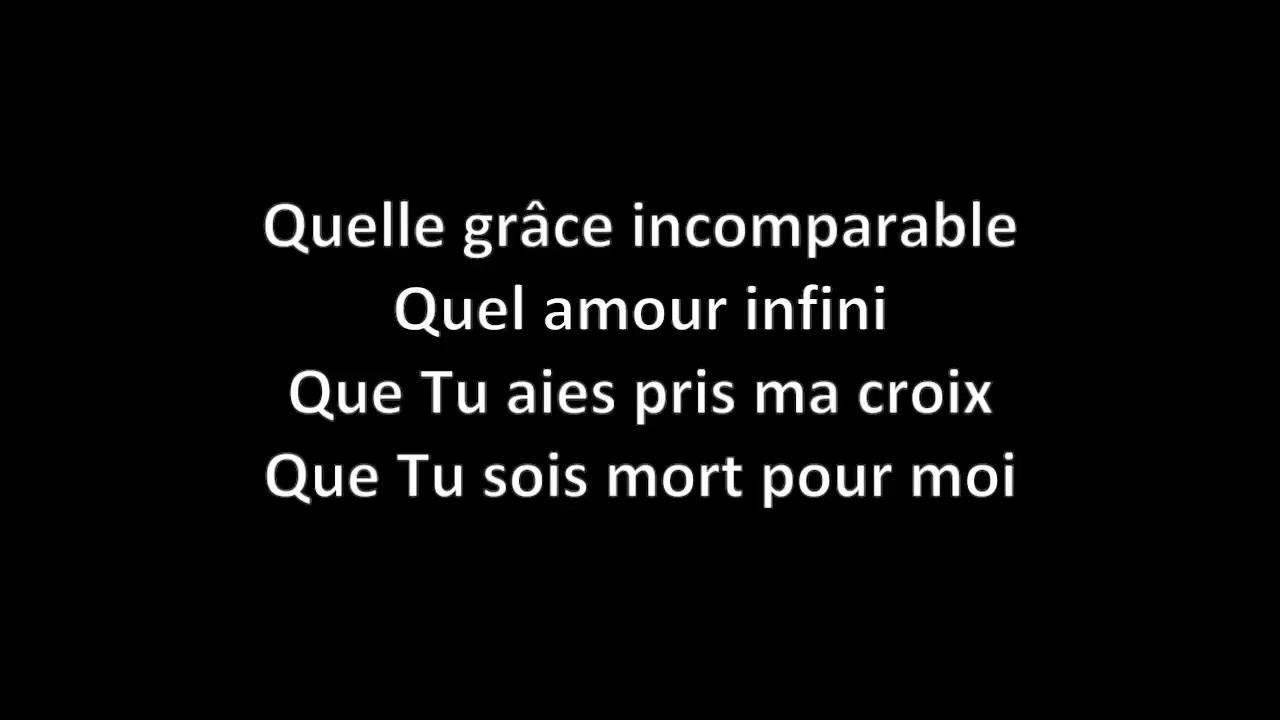 Quelle grâce incomparable
Quel amour infini
Que Tu aies pris ma croix
Que Tu sois mort pour moi